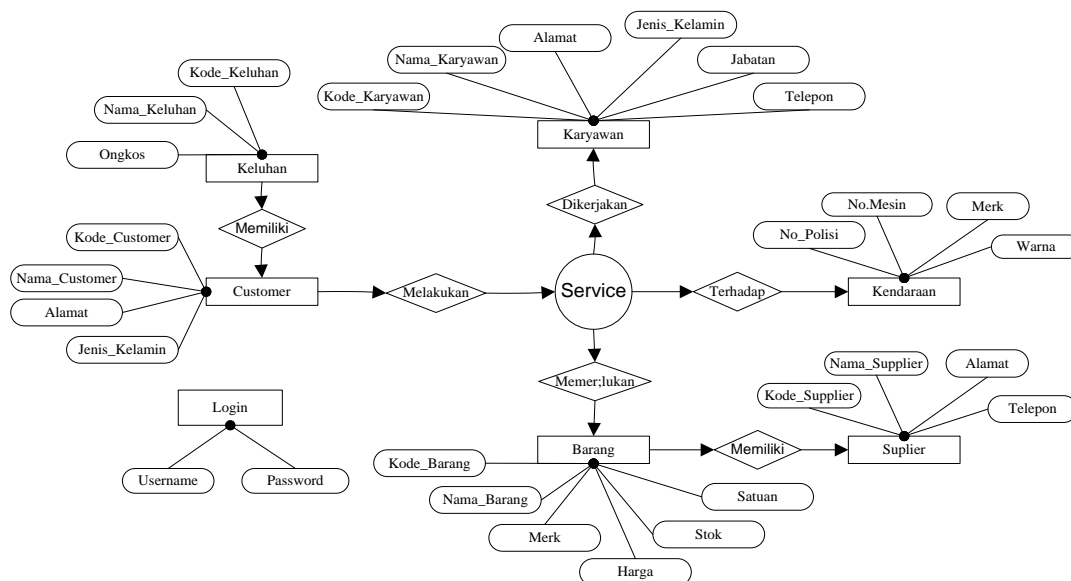 Jenis_Kelamin
Alamat
Kode_Keluhan
Nama_Karyawan
Jabatan
Kode_Karyawan
Telepon
Nama_Keluhan
Karyawan
Ongkos
Keluhan
Dikerjakan
No.Mesin
Merk
Memiliki
Kode_Customer
No_Polisi
Warna
Nama_Customer
Customer
Melakukan
Service
Terhadap
Kendaraan
Alamat
Jenis_Kelamin
Nama_Supplier
Alamat
Memer;lukan
Kode_Supplier
Login
Telepon
Barang
Memiliki
Suplier
Kode_Barang
Username
Password
Nama_Barang
Satuan
Merk
Stok
Harga